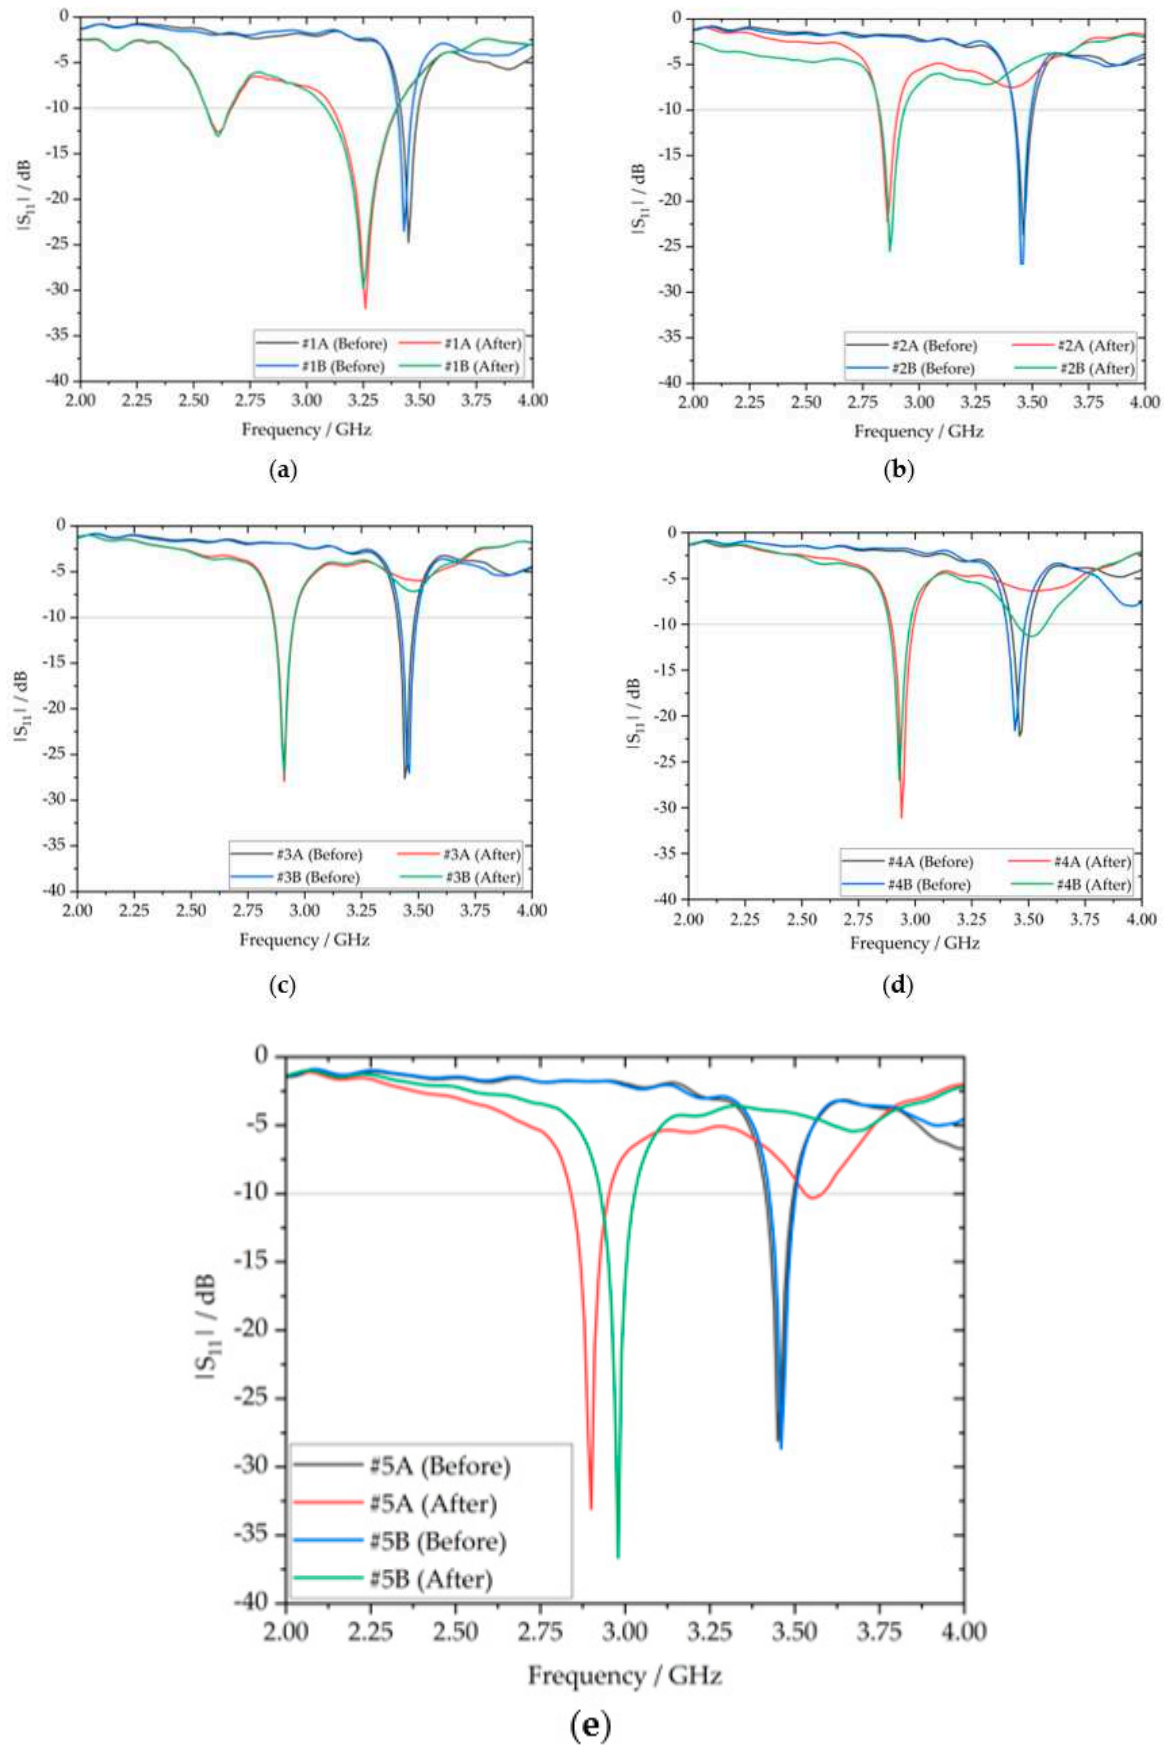 0
-5
-10
-15
-20
-25
-30
-35
-40
|S11| / dB
#1A (Before) #1A (After)
#1B (Before) #1B (After)
2.00 2.25 2.50 2.75 3.00 3.25 3.50 3.75 4.00
Frequency / GHz
(a)
0
-5
-10
-15
-20
-25
-30
-35
-40
|S11| / dB
#2A (Before) #2A (After)
#2B (Before) #2B (After)
2.00 2.25 2.50 2.75 3.00 3.25 3.50 3.75 4.00
Frequency / GHz
(b)
0
-5
-10
-15
-20
-25
-30
-35
-40
|S11| / dB
#3A (Before) #3A (After)
#3B (Before) #3B (After)
2.00 2.25 2.50 2.75 3.00 3.25 3.50 3.75 4.00
Frequency / GHz
(c)
0
-5
-10
-15
-20
-25
-30
-35
-40
|S11| / dB
#4A (Before) #4A (After)
#4B (Before) #4B (After)
2.00 2.25 2.50 2.75 3.00 3.25 3.50 3.75 4.00
Frequency / GHz
(d)
0
-5
-10
-15
-20
-25
-30
-35
-40
|S11| / dB
#5A (Before)
#5A (After)
#5B (Before)
#5B (After)
2.00 2.25 2.50 2.75 3.00 3.25 3.50 3.75 4.00
Frequency / GHz
(e)